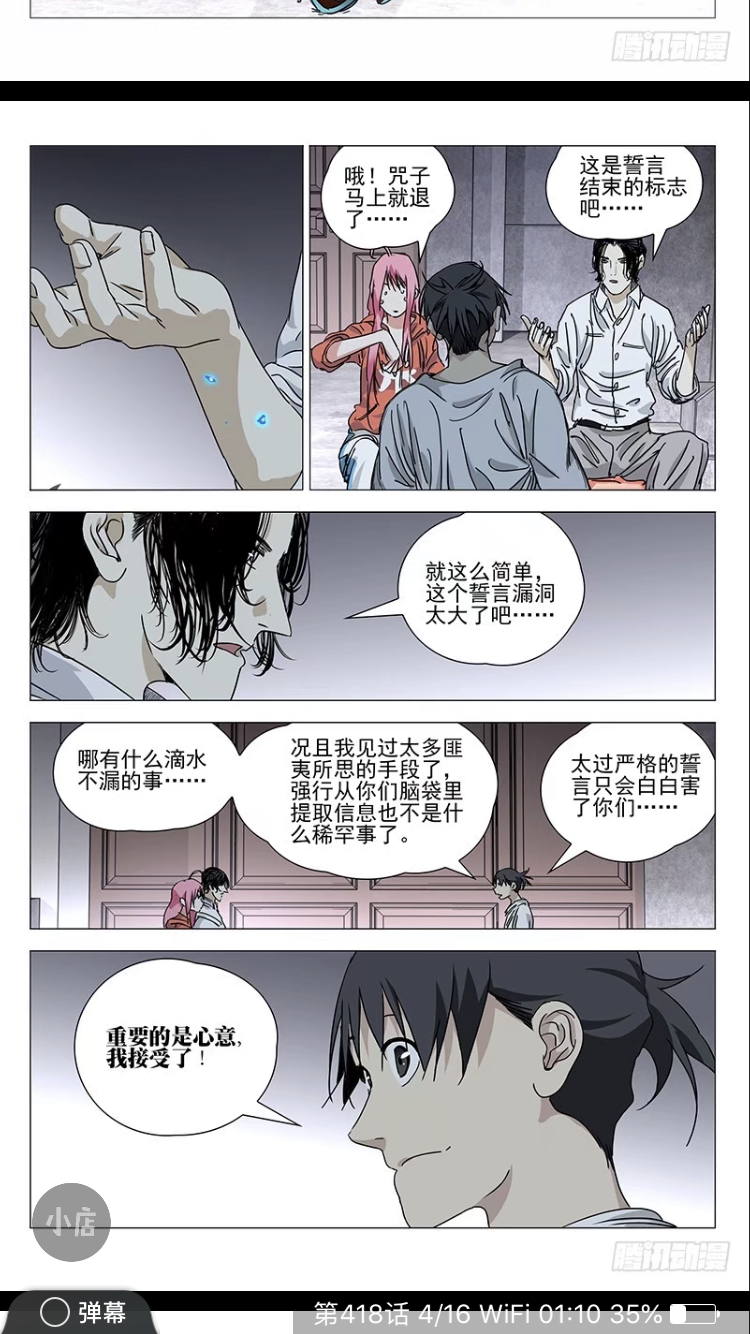 腾讯动漫
哦！咒子
马上就退
了……
这是誓言
结束的标志
吧……
就这么简单，
这个誓言漏洞
太大了吧……
哪有什么滴水
不漏的事……
况且我见过太多匪
夷所思的手段了，
强行从你们脑袋里
提取信息也不是什
么稀罕事了。
太过严格的誓
言只会白白害
了你们……
重要的是心意，
我接受了！
小店
腾讯动漫
弹幕
第418话 4/16 WiFi 01:10 35%